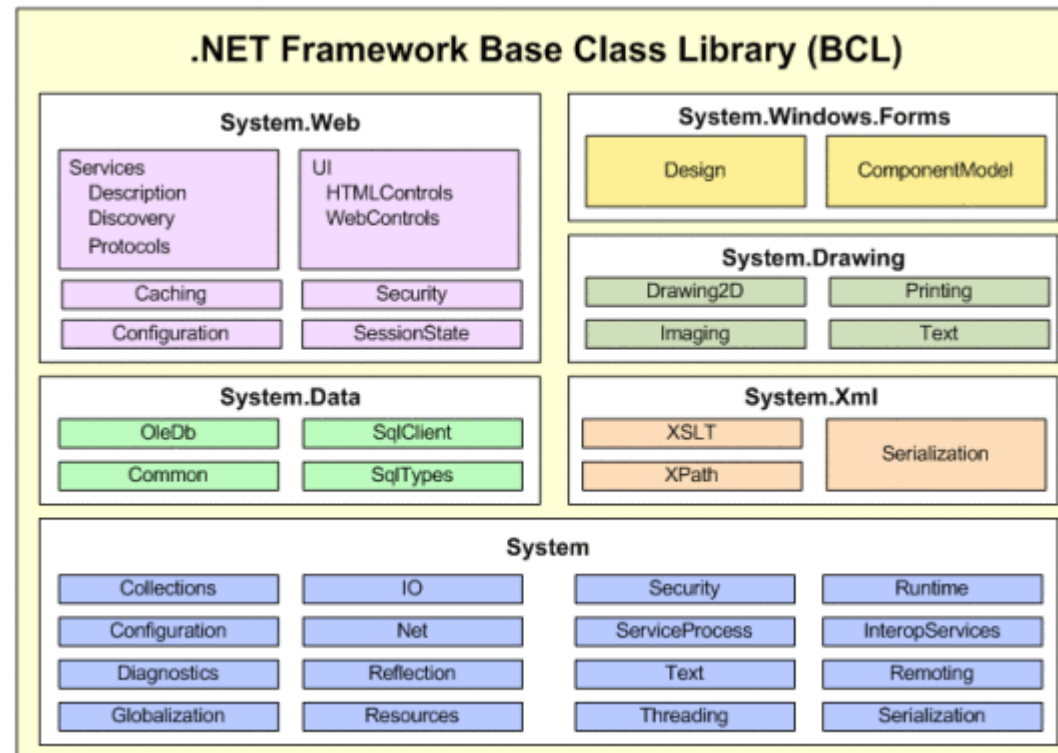 .NET Framework Base Class Library (BCL)
System.Web
Services
Description
Discovery
Protocols
UI
HTMLControls
WebControls
Caching
Security
Configuration
SessionState
System.Windows.Forms
Design
ComponentModel
System.Drawing
Drawing2D
Printing
Imaging
Text
System.Data
OleDb
SqlClient
Common
SqlTypes
System.Xml
XSLT
XPath
Serialization
System
Collections
IO
Security
Runtime
Configuration
Net
ServiceProcess
InteropServices
Diagnostics
Reflection
Text
Remoting
Globalization
Resources
Threading
Serialization